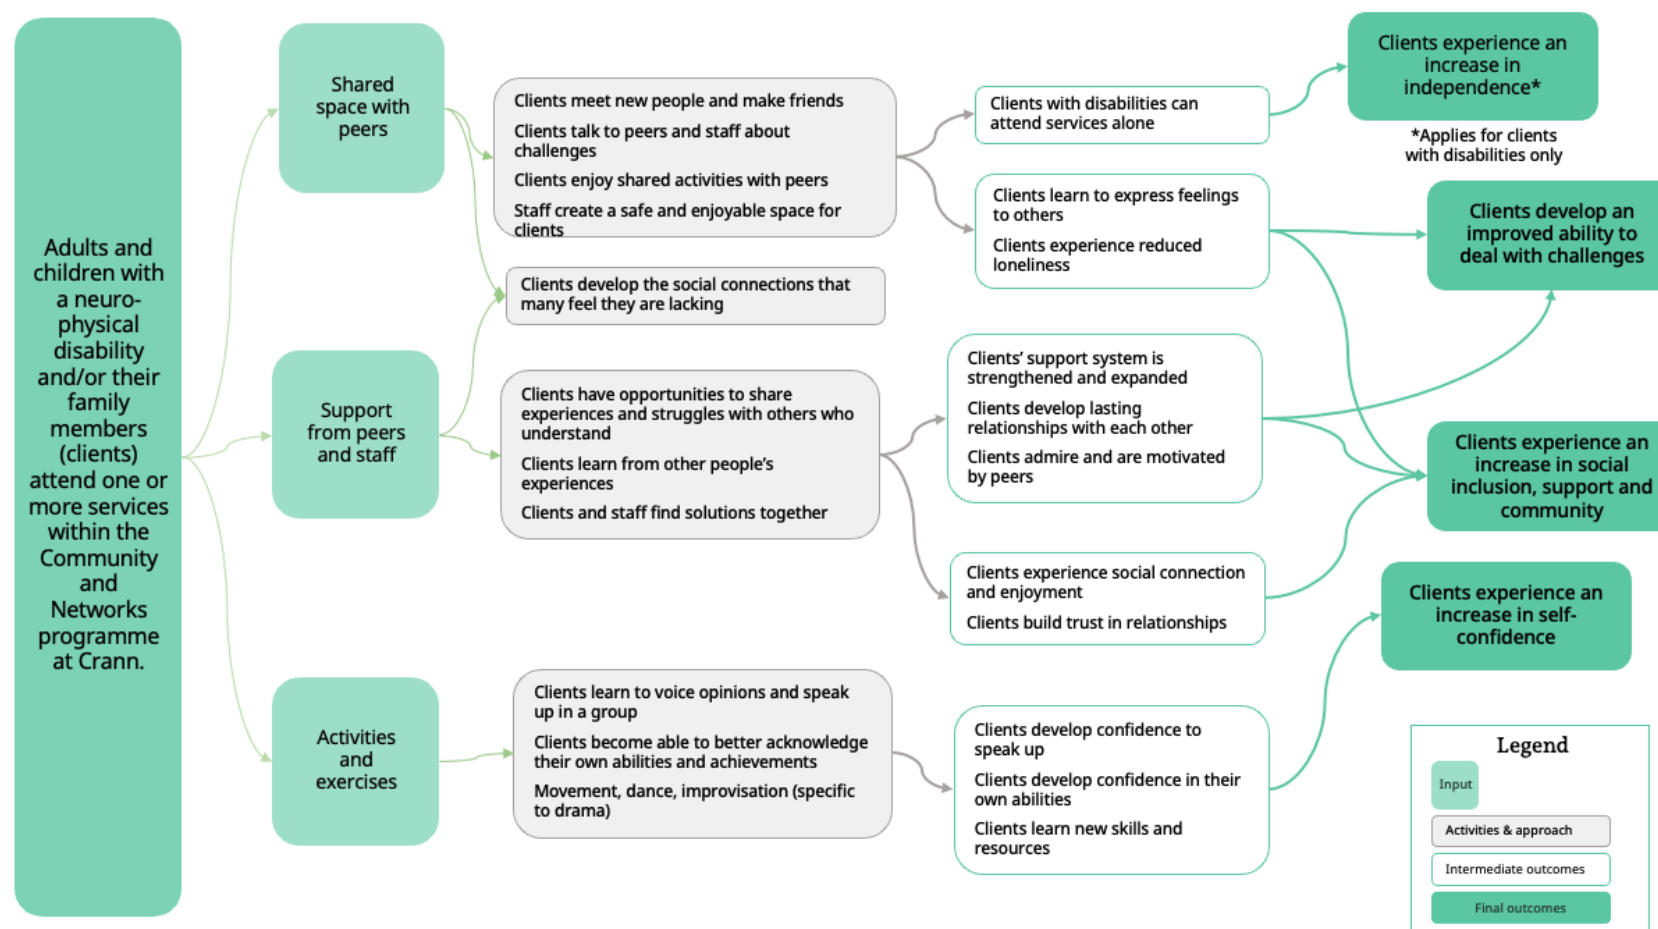 Adults and
children with
a neuro-
physical
disability
and/or their
family
members
(clients)
attend one or
more services
within the
Community
and
Networks
programme
at Crann.
Shared
space with
peers
Support
from peers
and staff
Activities
and
exercises
Clients meet new people and make friends
Clients talk to peers and staff about
challenges
Clients enjoy shared activities with peers
Staff create a safe and enjoyable space for
clients
Clients develop the social connections that
many feel they are lacking
Clients have opportunities to share
experiences and struggles with others who
understand
Clients learn from other people's
experiences
Clients and staff find solutions together
Clients learn to voice opinions and speak
up in a group
Clients become able to better acknowledge
their own abilities and achievements
Movement, dance, improvisation (specific
to drama)
Clients with disabilities can
attend services alone
Clients learn to express feelings
to others
Clients experience reduced
loneliness
Clients' support system is
strengthened and expanded
Clients develop lasting
relationships with each other
Clients admire and are motivated
by peers
Clients experience social connection
and enjoyment
Clients build trust in relationships
Clients develop confidence to
speak up
Clients develop confidence in their
own abilities
Clients learn new skills and
resources
Clients experience an
increase in
independence*
*Applies for clients
with disabilities only
Clients develop an
improved ability to
deal with challenges
Clients experience an
increase in social
inclusion, support and
community
Clients experience an
increase in self-
confidence
Legend
Input
Activities & approach
Intermediate outcomes
Final outcomes